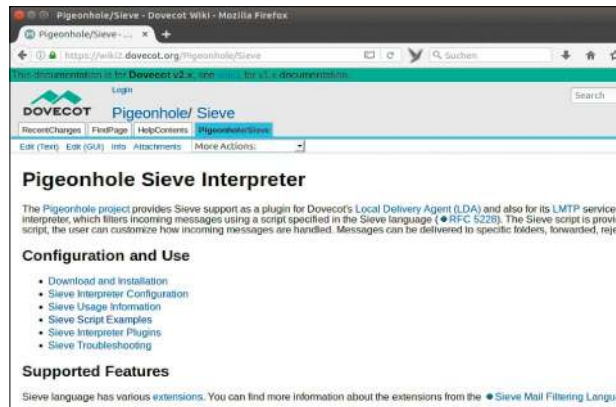 Pigeonhole/Sieve - Dovecot Wiki - Mozilla Firefox
Pigeonhole/Sieve-... × +
https://wiki2.dovecot.org/Pigeonhole/Sieve Suchen
This documentation is for Dovecot v2.x, see wiki1 for v1.x documentation.
Login
Search
DOVECOT Pigeonhole/ Sieve
RecentChanges FindPage HelpContents Pigeonhole/Sieve
Edit (Text) Edit (GUI) Info Attachments More Actions:
Pigeonhole Sieve Interpreter
The Pigeonhole project provides Sieve support as a plugin for Dovecot's Local Delivery Agent (LDA) and also for its LMTP service
interpreter, which filters incoming messages using a script specified in the Sieve language (RFC 5228). The Sieve script is provi
script, the user can customize how incoming messages are handled. Messages can be delivered to specific folders, forwarded, reje
Configuration and Use
• Download and Installation
• Sieve Interpreter Configuration
• Sieve Usage Information
• Sieve Script Examples
• Sieve Interpreter Plugins
• Sieve Troubleshooting
Supported Features
Sieve language has various extensions. You can find more information about the extensions from the Sieve Mail Filtering Langu